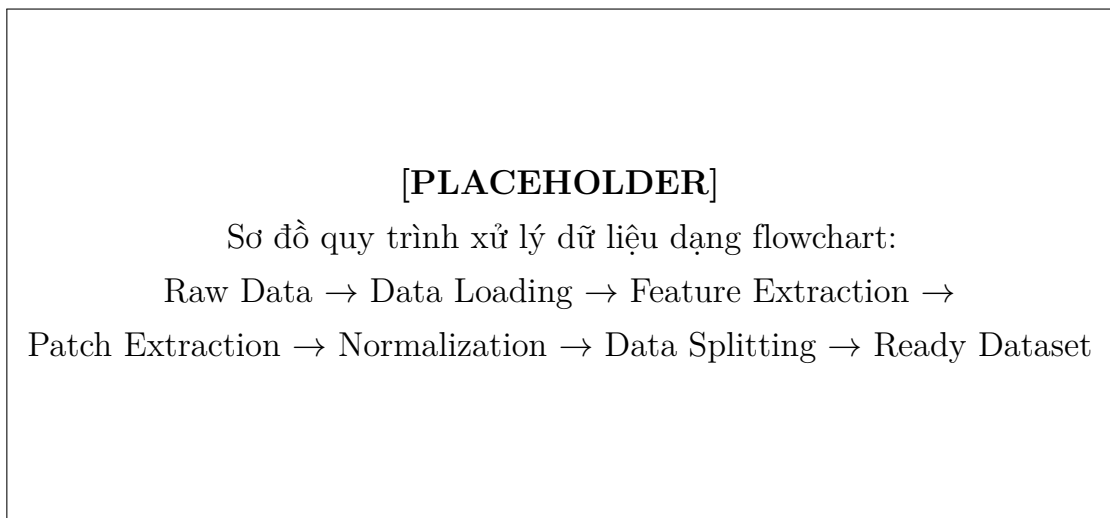 [PLACEHOLDER]
Sơ đồ quy trình xử lý dữ liệu dạng flowchart:
Raw Data → Data Loading → Feature Extraction →
Patch Extraction → Normalization → Data Splitting → Ready Dataset